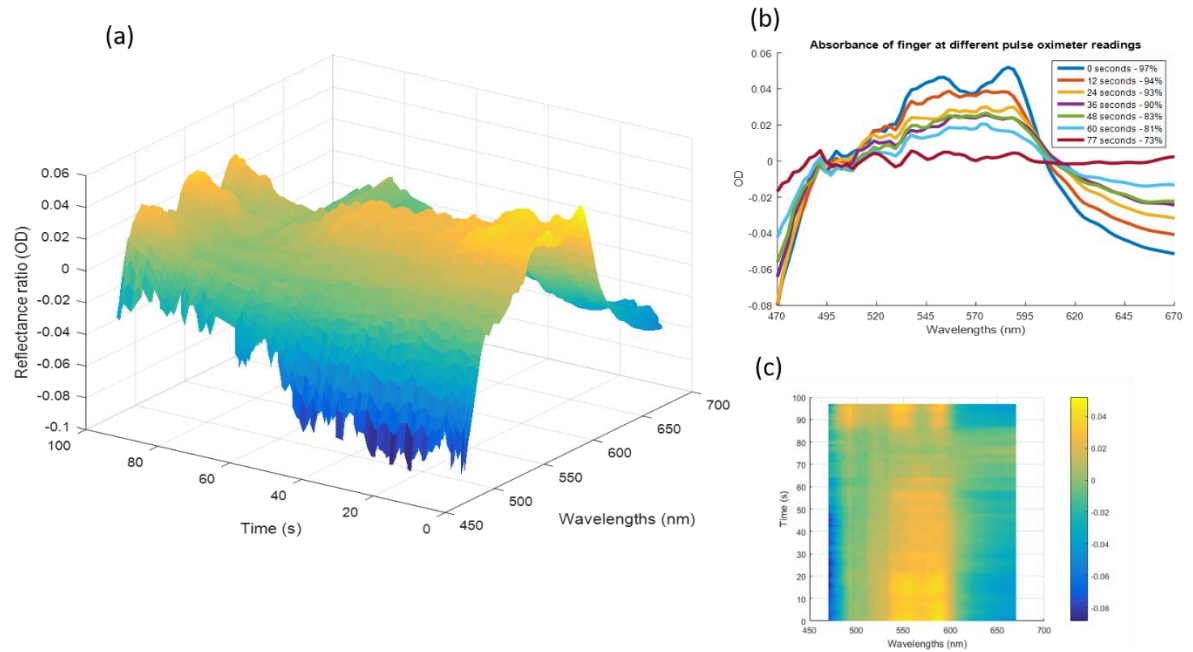 (a)
0.06
0.04
0.02
0
-0.02
-0.04
-0.06
-0.08
-0.1
Reflectance ratio (OD)
100
80
60
40
20
0
Time (s)
450
500
550
600
650
700
Wavelengths (nm)
(b)
Absorbance of finger at different pulse oximeter readings
0.06
0.04
0.02
0
-0.02
-0.04
-0.06
-0.08
OD
470 495 520 545 570 595 620 645 670
Wavelengths (nm)
0 seconds - 97%
12 seconds - 94%
24 seconds - 93%
36 seconds - 90%
48 seconds - 83%
60 seconds - 81%
77 seconds - 73%
(c)
100
90
80
70
60
50
40
30
20
10
0
Time (s)
450 500 550 600 650 700
Wavelengths (nm)
0.04
0.02
0
-0.02
-0.04
-0.06
-0.08